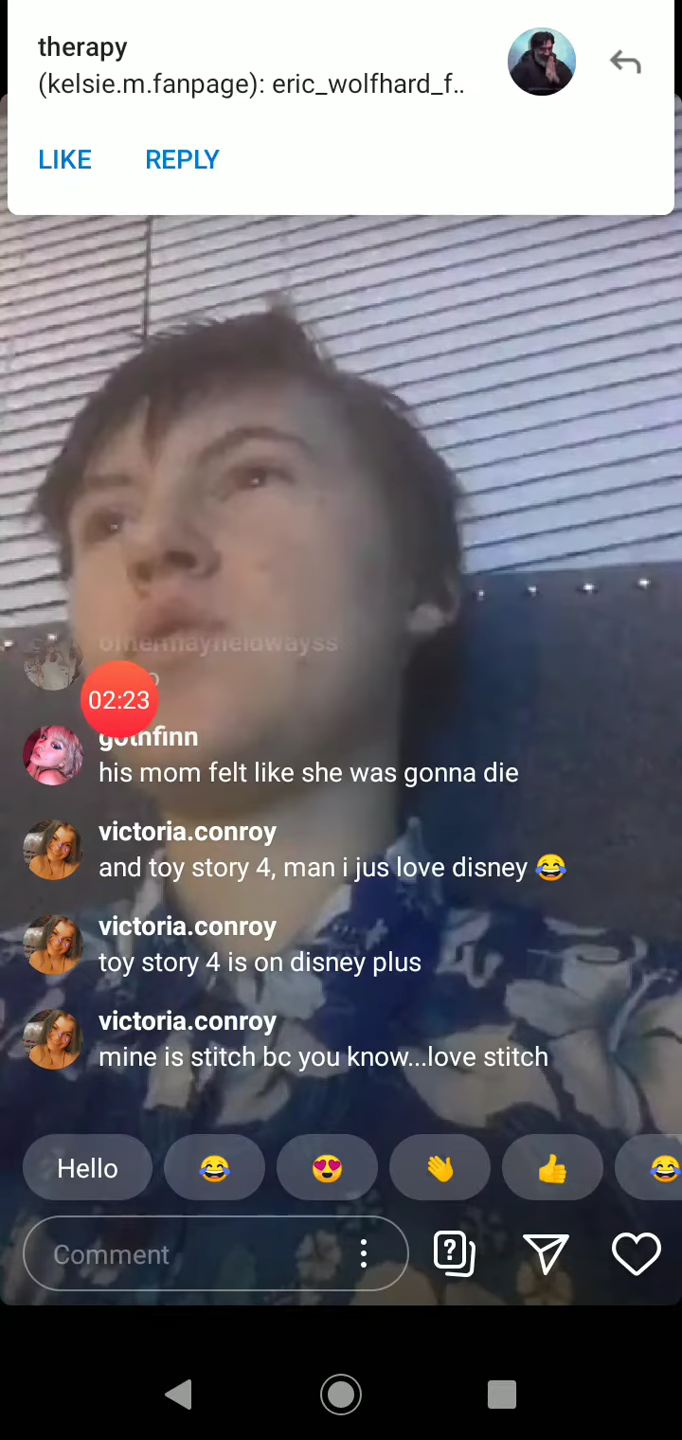 therapy
(kelsie.m.fanpage): eric_wolfhard_f..
LIKE REPLY
othermayfieldwayss
02:23
gothfinn
his mom felt like she was gonna die
victoria.conroy
and toy story 4, man i jus love disney 😂
victoria.conroy
toy story 4 is on disney plus
victoria.conroy
mine is stitch bc you know...love stitch
Hello 😂 😍 👋 👍 😂
Comment